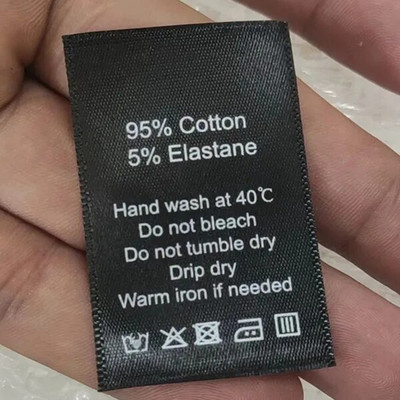 95% Cotton
5% Elastane
Hand wash at 40℃
Do not bleach
Do not tumble dry
Drip dry
Warm iron if needed